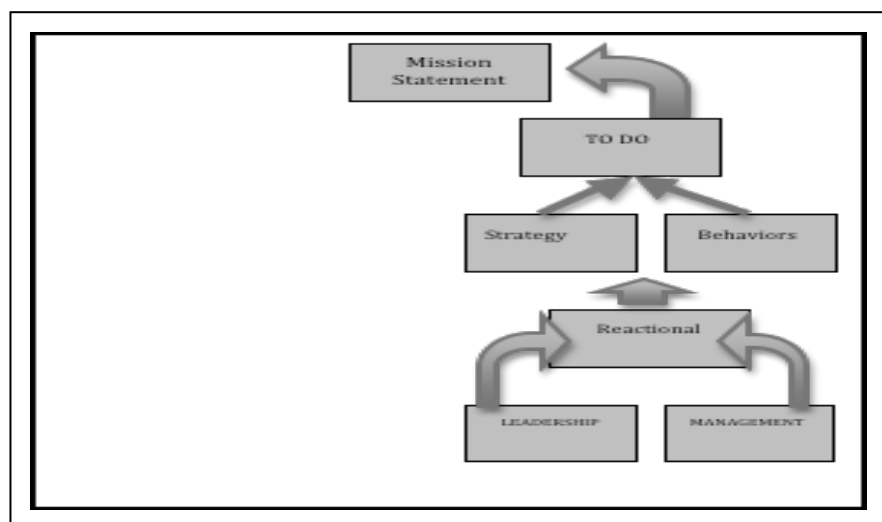 Mission
Statement
TO DO
Strategy
Behaviors
Reactional
LEADERSHIP
MANAGEMENT